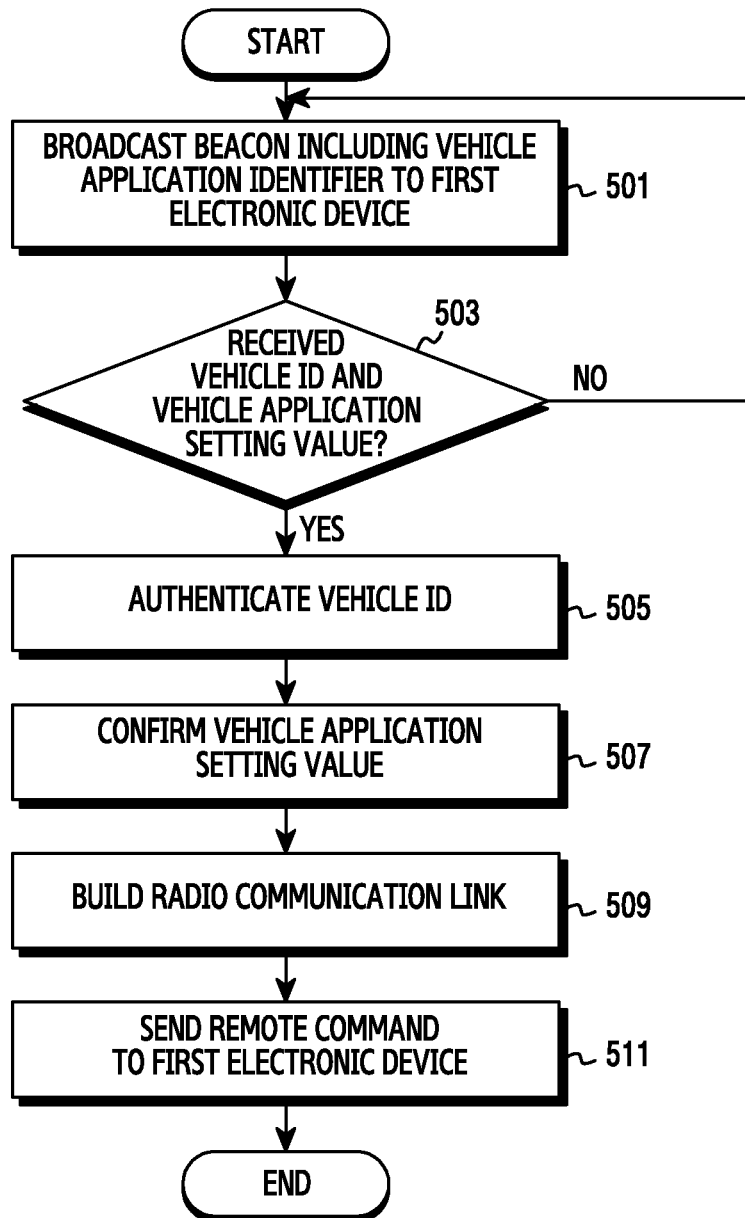 START
BROADCAST BEACON INCLUDING VEHICLE
APPLICATION IDENTIFIER TO FIRST
ELECTRONIC DEVICE
501
503
RECEIVED
VEHICLE ID AND
VEHICLE APPLICATION
SETTING VALUE?
NO
YES
AUTHENTICATE VEHICLE ID
505
CONFIRM VEHICLE APPLICATION
SETTING VALUE
507
BUILD RADIO COMMUNICATION LINK
509
SEND REMOTE COMMAND
TO FIRST ELECTRONIC DEVICE
511
END